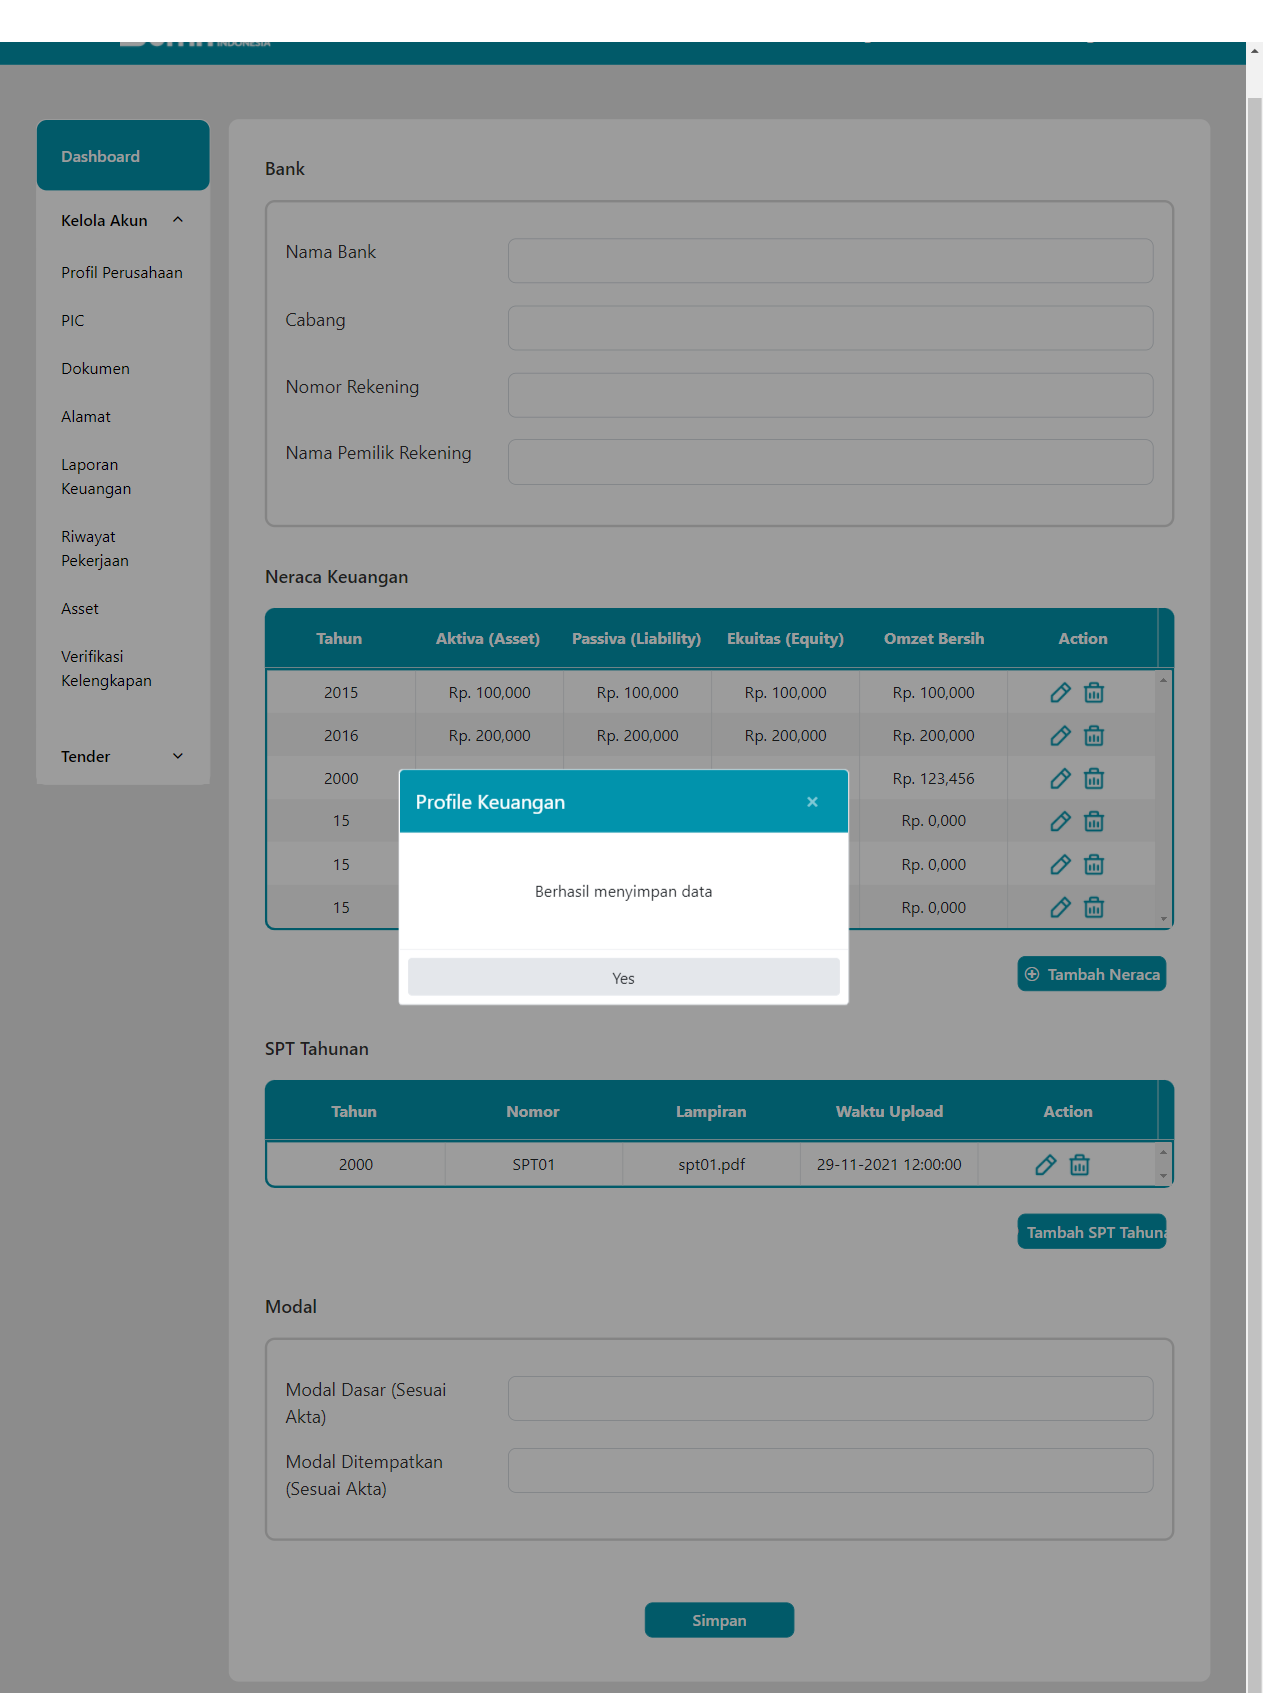 INDONESIA
Dashboard
Kelola Akun
Profil Perusahaan
PIC
Dokumen
Alamat
Laporan
Keuangan
Riwayat
Pekerjaan
Asset
Verifikasi
Kelengkapan
Tender
Bank
Nama Bank
Cabang
Nomor Rekening
Nama Pemilik Rekening
Neraca Keuangan
Tahun Aktiva (Asset) Passiva (Liability) Ekuitas (Equity) Omzet Bersih Action
2015 Rp. 100,000 Rp. 100,000 Rp. 100,000 Rp. 100,000
2016 Rp. 200,000 Rp. 200,000 Rp. 200,000 Rp. 200,000
2000 Rp. 123,456
15 Rp. 0,000
15 Rp. 0,000
15 Rp. 0,000
Profile Keuangan ×
Berhasil menyimpan data
Yes
Tambah Neraca
SPT Tahunan
Tahun Nomor Lampiran Waktu Upload Action
2000 SPT01 spt01.pdf 29-11-2021 12:00:00
Tambah SPT Tahuna
Modal
Modal Dasar (Sesuai
Akta)
Modal Ditempatkan
(Sesuai Akta)
Simpan